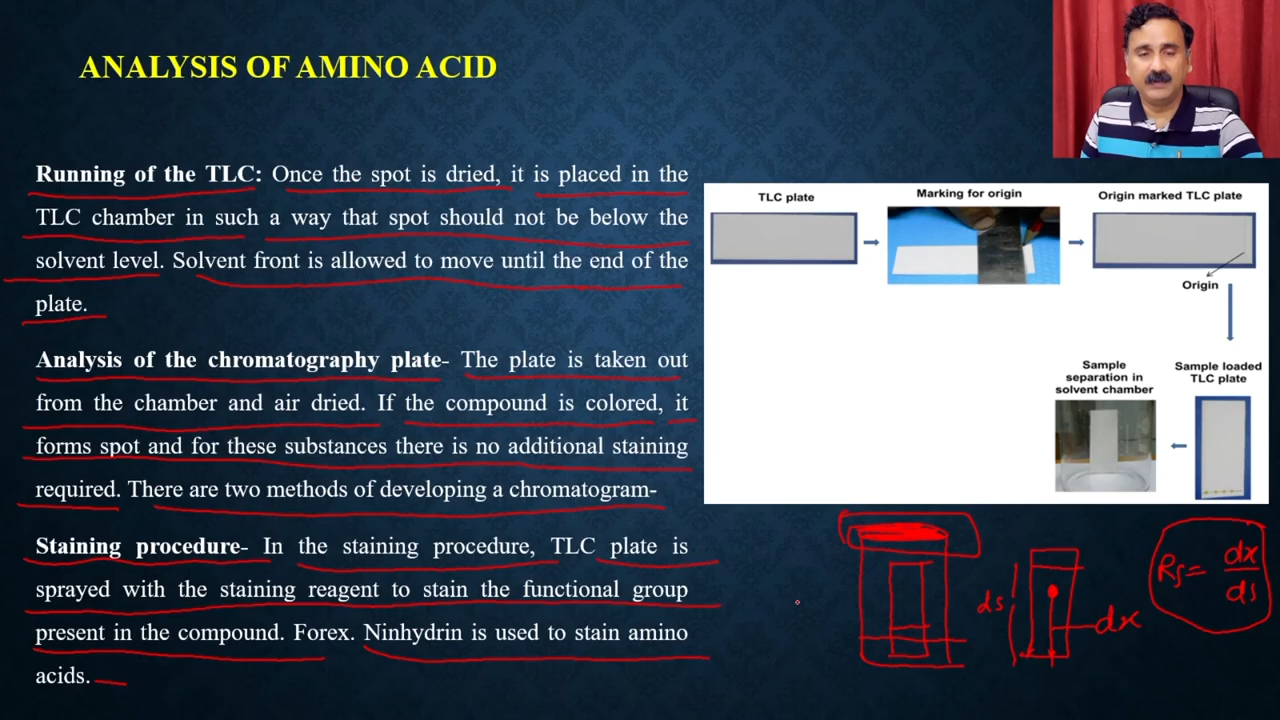 ANALYSIS OF AMINO ACID
Running of the TLC: Once the spot is dried, it is placed in the
TLC chamber in such a way that spot should not be below the
solvent level. Solvent front is allowed to move until the end of the
plate.
Analysis of the chromatography plate- The plate is taken out
from the chamber and air dried. If the compound is colored, it
forms spot and for these substances there is no additional staining
required. There are two methods of developing a chromatogram-
Staining procedure- In the staining procedure, TLC plate is
sprayed with the staining reagent to stain the functional group
present in the compound. Forex. Ninhydrin is used to stain amino
acids.
TLC plate
Marking for origin
Origin marked TLC plate
Origin
Sample
separation in
solvent chamber
Sample loaded
TLC plate
ds
dx
Rf= dx
ds